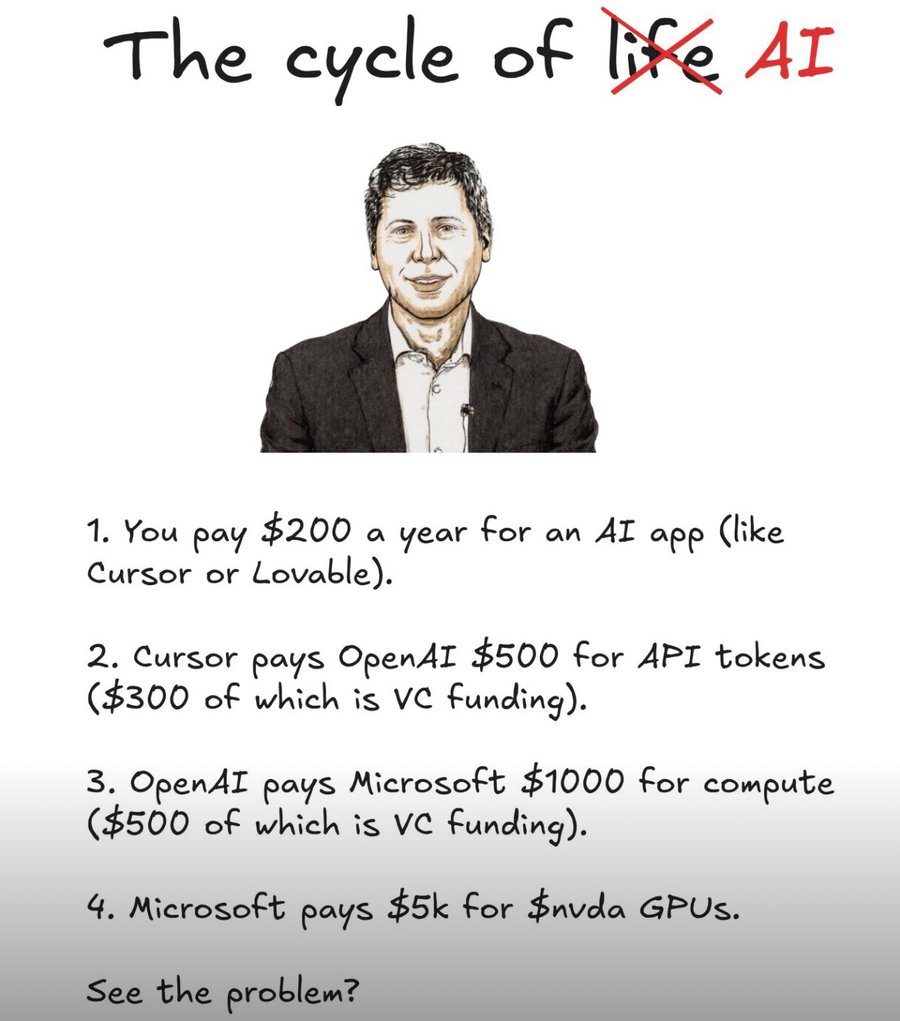 The cycle of life AI
1. You pay $200 a year for an AI app (like
Cursor or Lovable).
2. Cursor pays OpenAI $500 for API tokens
($300 of which is VC funding).
3. OpenAI pays Microsoft $1000 for compute
($500 of which is VC funding).
4. Microsoft pays $5k for $nvda GPUs.
See the problem?